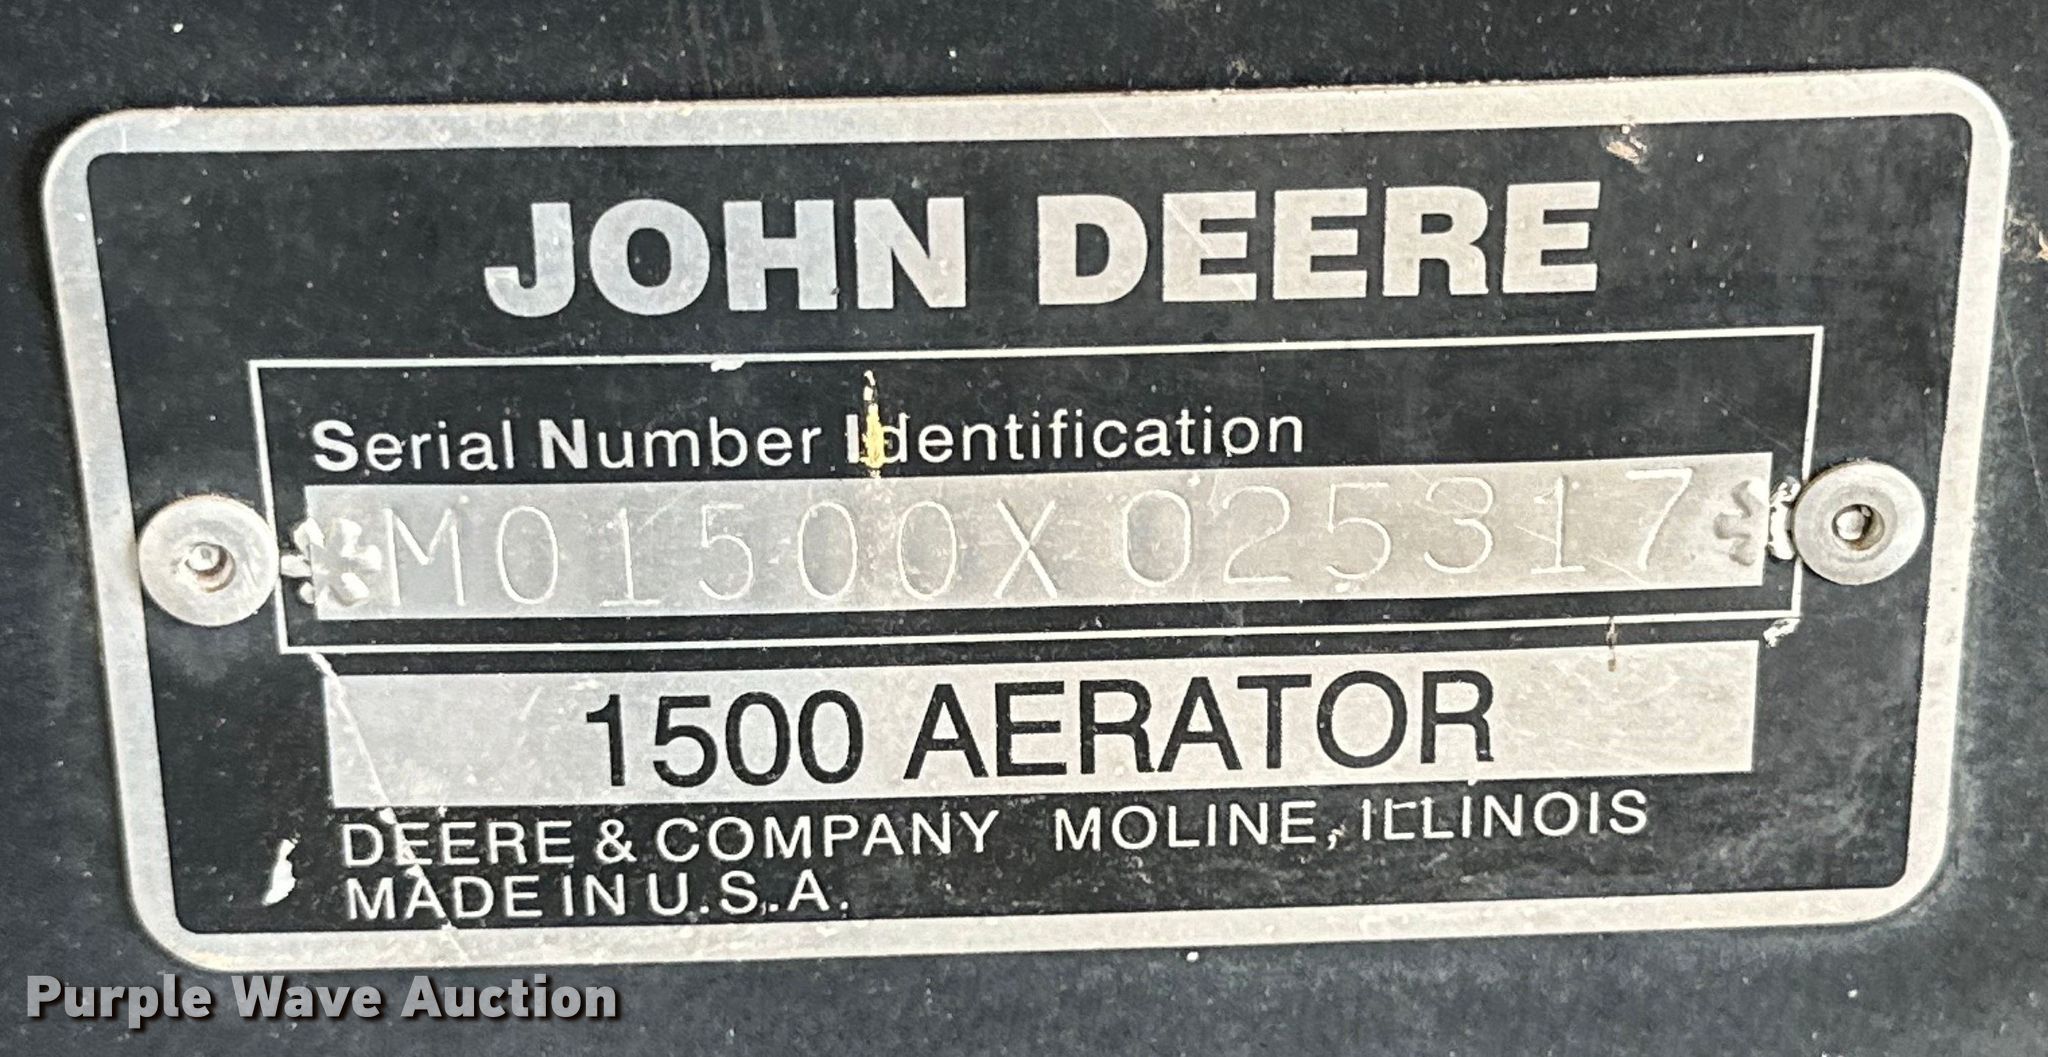 JOHN DEERE
Serial Number Identification
*M01500X025317*
1500 AERATOR
DEERE & COMPANY MOLINE, ILLINOIS
MADE IN U.S.A.
Purple Wave Auction